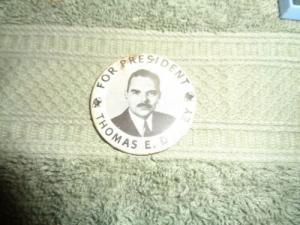 FOR PRESIDENT
THOMAS E. D